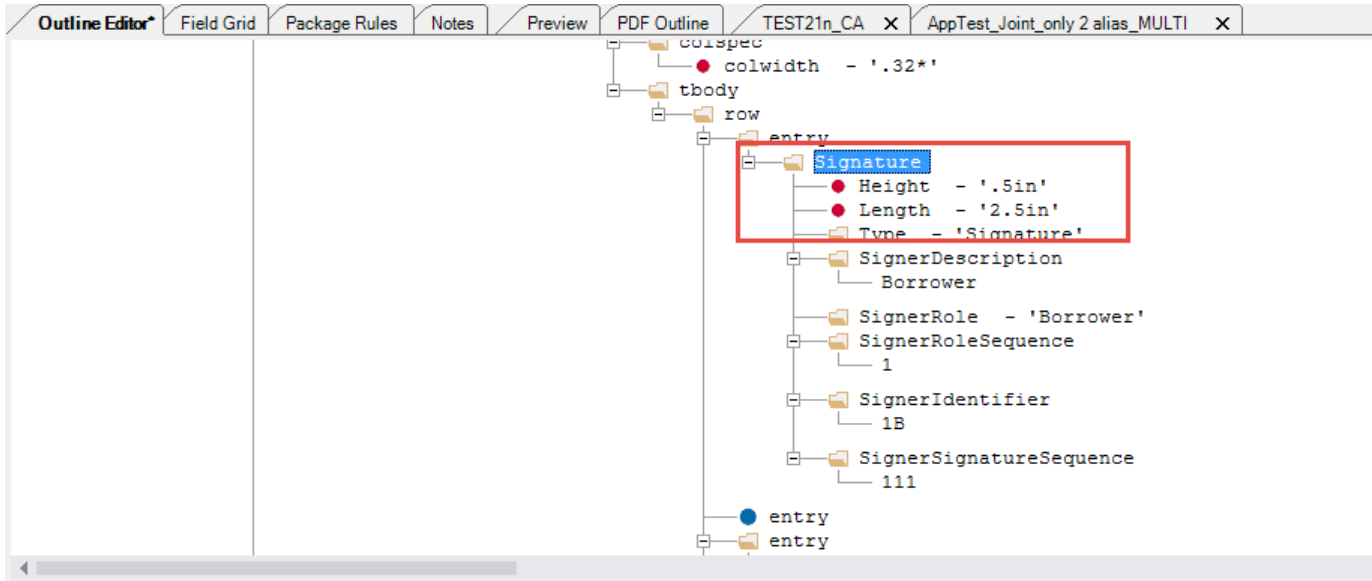 Outline Editor* Field Grid Package Rules Notes Preview PDF Outline TEST21n_CA X AppTest_Joint_only 2 alias_MULTI X
colspec
colwidth - '.32*'
tbody
row
entry
Signature
Height - '.5in'
Length - '2.5in'
Type - 'Signature'
SignerDescription
Borrower
SignerRole - 'Borrower'
SignerRoleSequence
1
SignerIdentifier
1B
SignerSignatureSequence
111
entry
entry